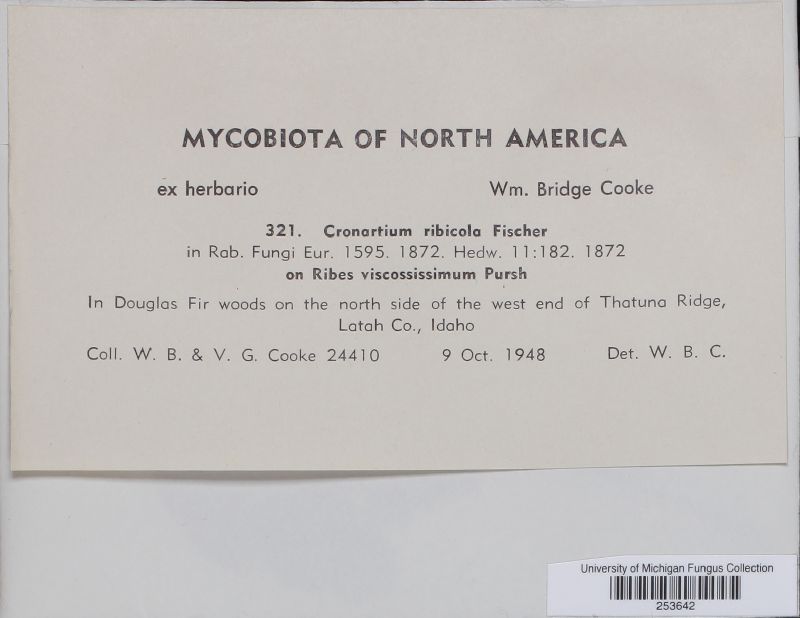 MYCOBIOTA OF NORTH AMERICA
ex herbario Wm. Bridge Cooke
321. Cronartium ribicola Fischer
in Rab. Fungi Eur. 1595. 1872. Hedw. 11:182. 1872
on Ribes viscossissimum Pursh
In Douglas Fir woods on the north side of the west end of Thatuna Ridge,
Latah Co., Idaho
Coll. W. B. & V. G. Cooke 24410 9 Oct. 1948 Det. W. B. C.
University of Michigan Fungus Collection
253642